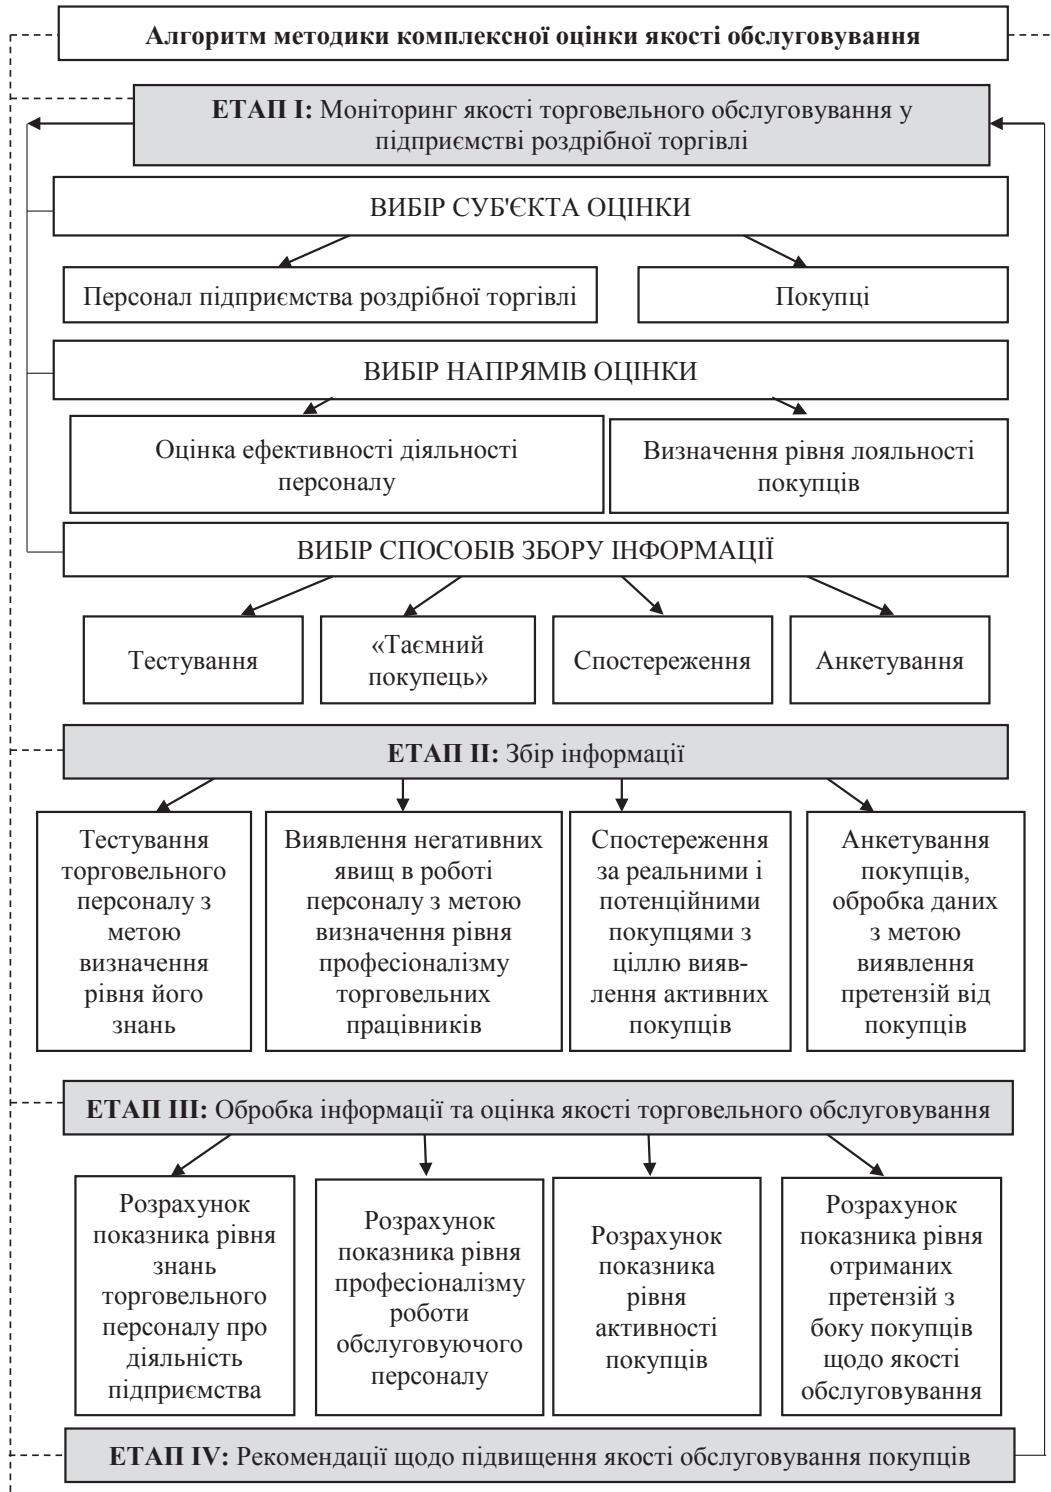 Алгоритм методики комплексної оцінки якості обслуговування
ЕТАП І: Моніторинг якості торговельного обслуговування у
підприємстві роздрібної торгівлі
ВИБІР СУБ'ЄКТА ОЦІНКИ
Персонал підприємства роздрібної торгівлі
Покупці
ВИБІР НАПРЯМІВ ОЦІНКИ
Оцінка ефективності діяльності
персоналу
Визначення рівня лояльності
покупців
ВИБІР СПОСОБІВ ЗБОРУ ІНФОРМАЦІЇ
Тестування
«Таємний
покупець»
Спостереження
Анкетування
ЕТАП ІІ: Збір інформації
Тестування
торговельного
персоналу з
метою
визначення
рівня його
знань
Виявлення негативних
явищ в роботі
персоналу з метою
визначення рівня
професіоналізму
торговельних
працівників
Спостереження
за реальними і
потенційними
покупцями з
ціллю вияв-
лення активних
покупців
Анкетування
покупців,
обробка даних
з метою
виявлення
претензій від
покупців
ЕТАП ІІІ: Обробка інформації та оцінка якості торговельного обслуговування
Розрахунок
показника рівня
знань
торговельного
персоналу про
діяльність
підприємства
Розрахунок
показника рівня
професіоналізму
роботи
обслуговуючого
персоналу
Розрахунок
показника
рівня
активності
покупців
Розрахунок
показника рівня
отриманих
претензій з
боку покупців
щодо якості
обслуговування
ЕТАП IV: Рекомендації щодо підвищення якості обслуговування покупців